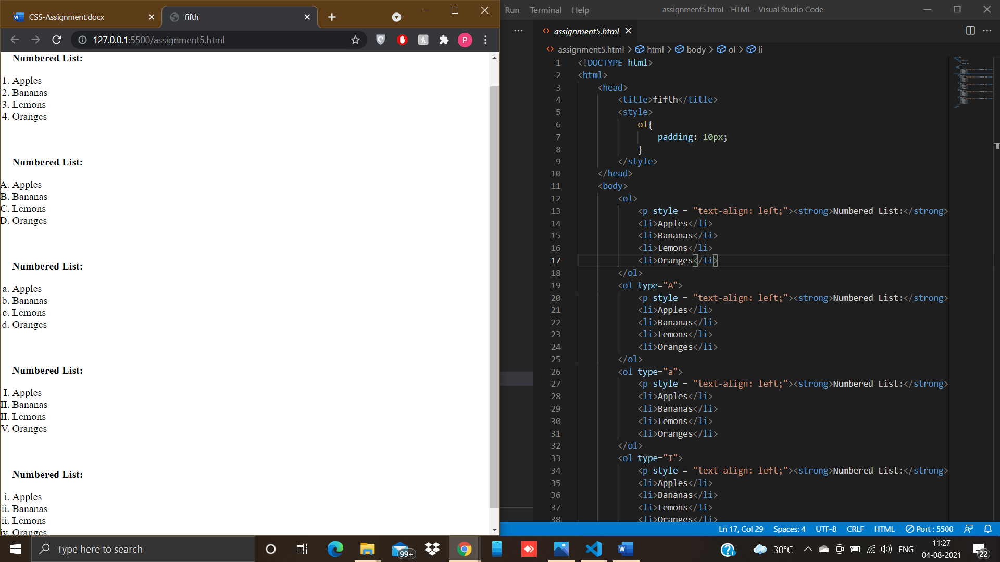 CSS-Assignment.docx
fifth
127.0.0.1:5500/assignment5.html
P
Numbered List:
1. Apples
2. Bananas
3. Lemons
4. Oranges
Numbered List:
A. Apples
B. Bananas
C. Lemons
D. Oranges
Numbered List:
a. Apples
b. Bananas
c. Lemons
d. Oranges
Numbered List:
I. Apples
II. Bananas
II. Lemons
V. Oranges
Numbered List:
i. Apples
ii. Bananas
ii. Lemons
iv. Oranges
Run Terminal Help
assignment5.html - HTML - Visual Studio Code
assignment5.html
assignment5.html > html > body > ol > li
1 <!DOCTYPE html>
2 <html>
3 <head>
4 <title>fifth</title>
5 <style>
6 ol{
7 padding: 10px;
8 }
9 </style>
10 </head>
11 <body>
12 <ol>
13 <p style = "text-align: left;"><strong>Numbered List:</strong>
14 <li>Apples</li>
15 <li>Bananas</li>
16 <li>Lemons</li>
17 <li>Oranges</li>
18 </ol>
19 <ol type="A">
20 <p style = "text-align: left;"><strong>Numbered List:</strong>
21 <li>Apples</li>
22 <li>Bananas</li>
23 <li>Lemons</li>
24 <li>Oranges</li>
25 </ol>
26 <ol type="a">
27 <p style = "text-align: left;"><strong>Numbered List:</strong>
28 <li>Apples</li>
29 <li>Bananas</li>
30 <li>Lemons</li>
31 <li>Oranges</li>
32 </ol>
33 <ol type="I">
34 <p style = "text-align: left;"><strong>Numbered List:</strong>
35 <li>Apples</li>
36 <li>Bananas</li>
37 <li>Lemons</li>
38 <li>Oranges</li>
Ln 17, Col 29 Spaces: 4 UTF-8 CRLF HTML Port : 5500
Type here to search
99+
30°C
ENG
11:27
04-08-2021
22